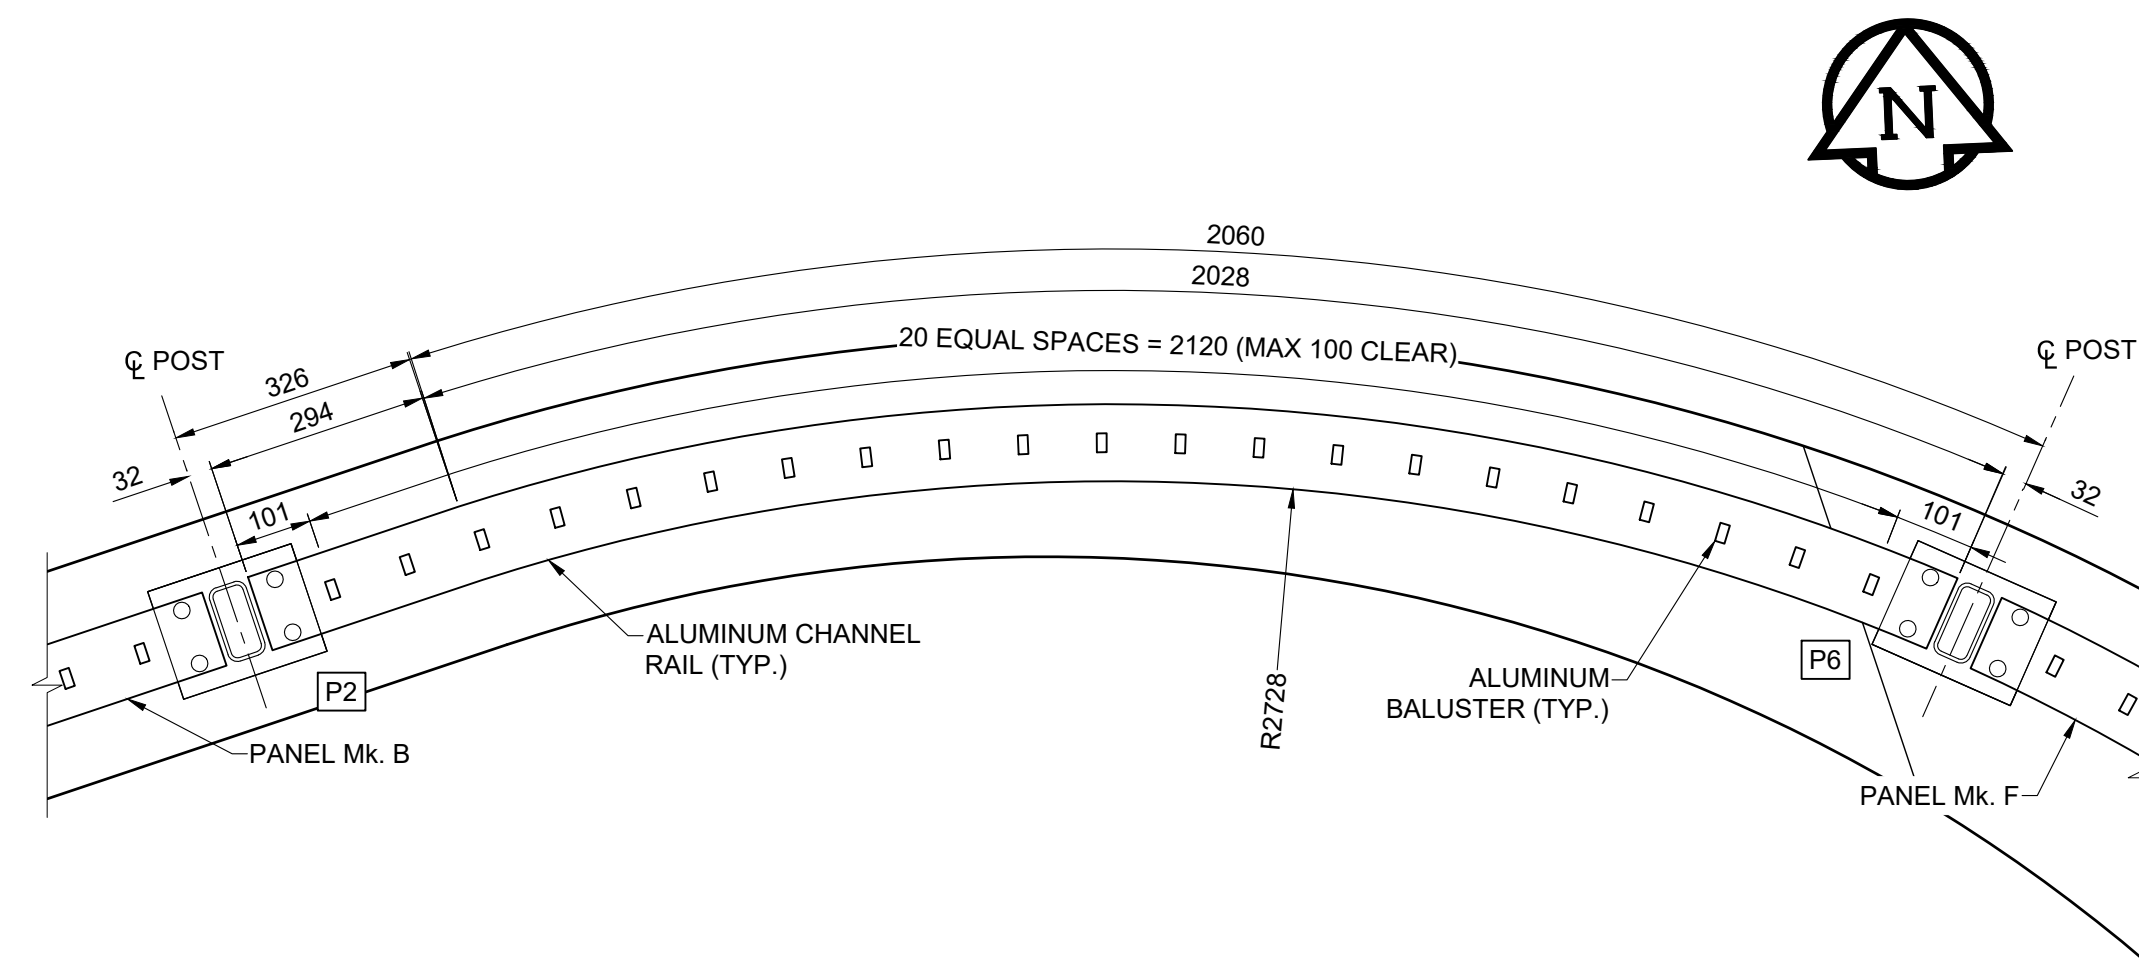 N
2060
2028
20 EQUAL SPACES = 2120 (MAX 100 CLEAR)
℄ POST
℄ POST
326
294
32
101
101
32
ALUMINUM CHANNEL
RAIL (TYP.)
P2
PANEL Mk. B
R2728
ALUMINUM
BALUSTER (TYP.)
P6
PANEL Mk. F